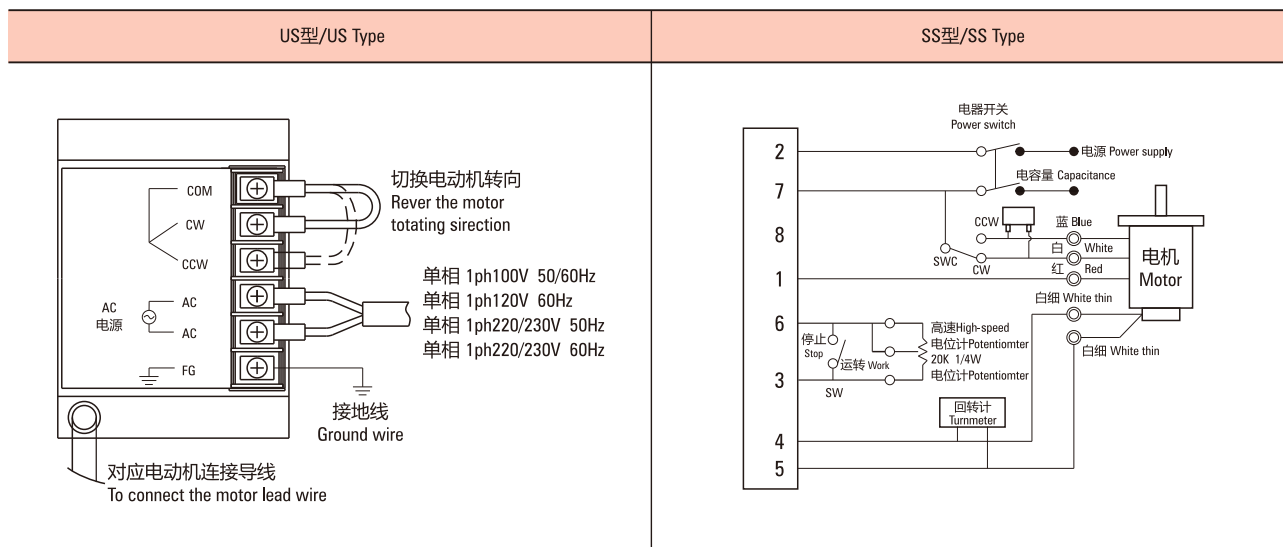 US型/US Type
SS型/SS Type
COM
CW
CCW
AC
电源
AC
AC
FG
切换电动机转向
Rever the motor
totating sirection
单相 1ph100V 50/60Hz
单相 1ph120V 60Hz
单相 1ph220/230V 50Hz
单相 1ph220/230V 60Hz
接地线
Ground wire
对应电动机连接导线
To connect the motor lead wire
电器开关
Power switch
2
电源 Power supply
7
电容量 Capacitance
8
CCW
蓝 Blue
SWC
CW
白 White
1
红 Red
电机
Motor
白细 White thin
6
停止
Stop
运转 Work
高速High-speed
电位计Potentiomter
20K 1/4W
电位计Potentiomter
白细 White thin
3
SW
回转计
Turnmeter
4
5